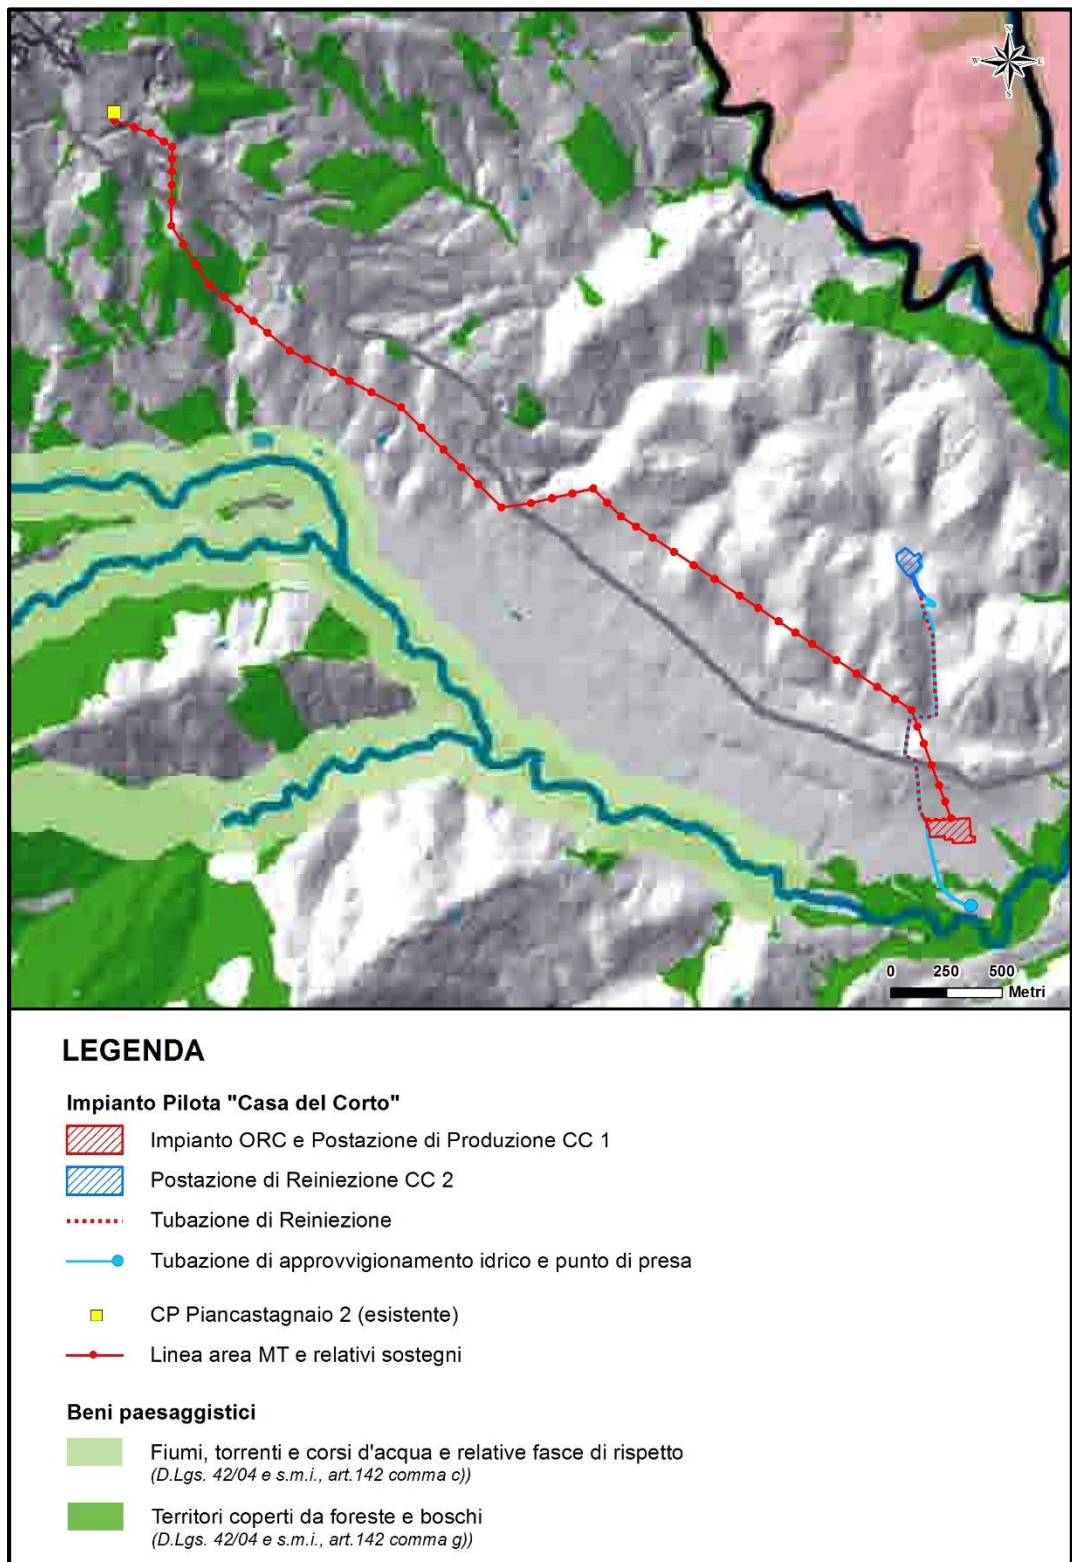 N
W
U
S
0 250 500
Metri
LEGENDA
Impianto Pilota "Casa del Corto"
Impianto ORC e Postazione di Produzione CC 1
Postazione di Reiniezione CC 2
Tubazione di Reiniezione
Tubazione di approvvigionamento idrico e punto di presa
CP Piancastagnaio 2 (esistente)
Linea area MT e relativi sostegni
Beni paesaggistici
Fiumi, torrenti e corsi d'acqua e relative fasce di rispetto
(D.Lgs. 42/04 e s.m.i., art.142 comma c))
Territori coperti da foreste e boschi
(D.Lgs. 42/04 e s.m.i., art.142 comma g))